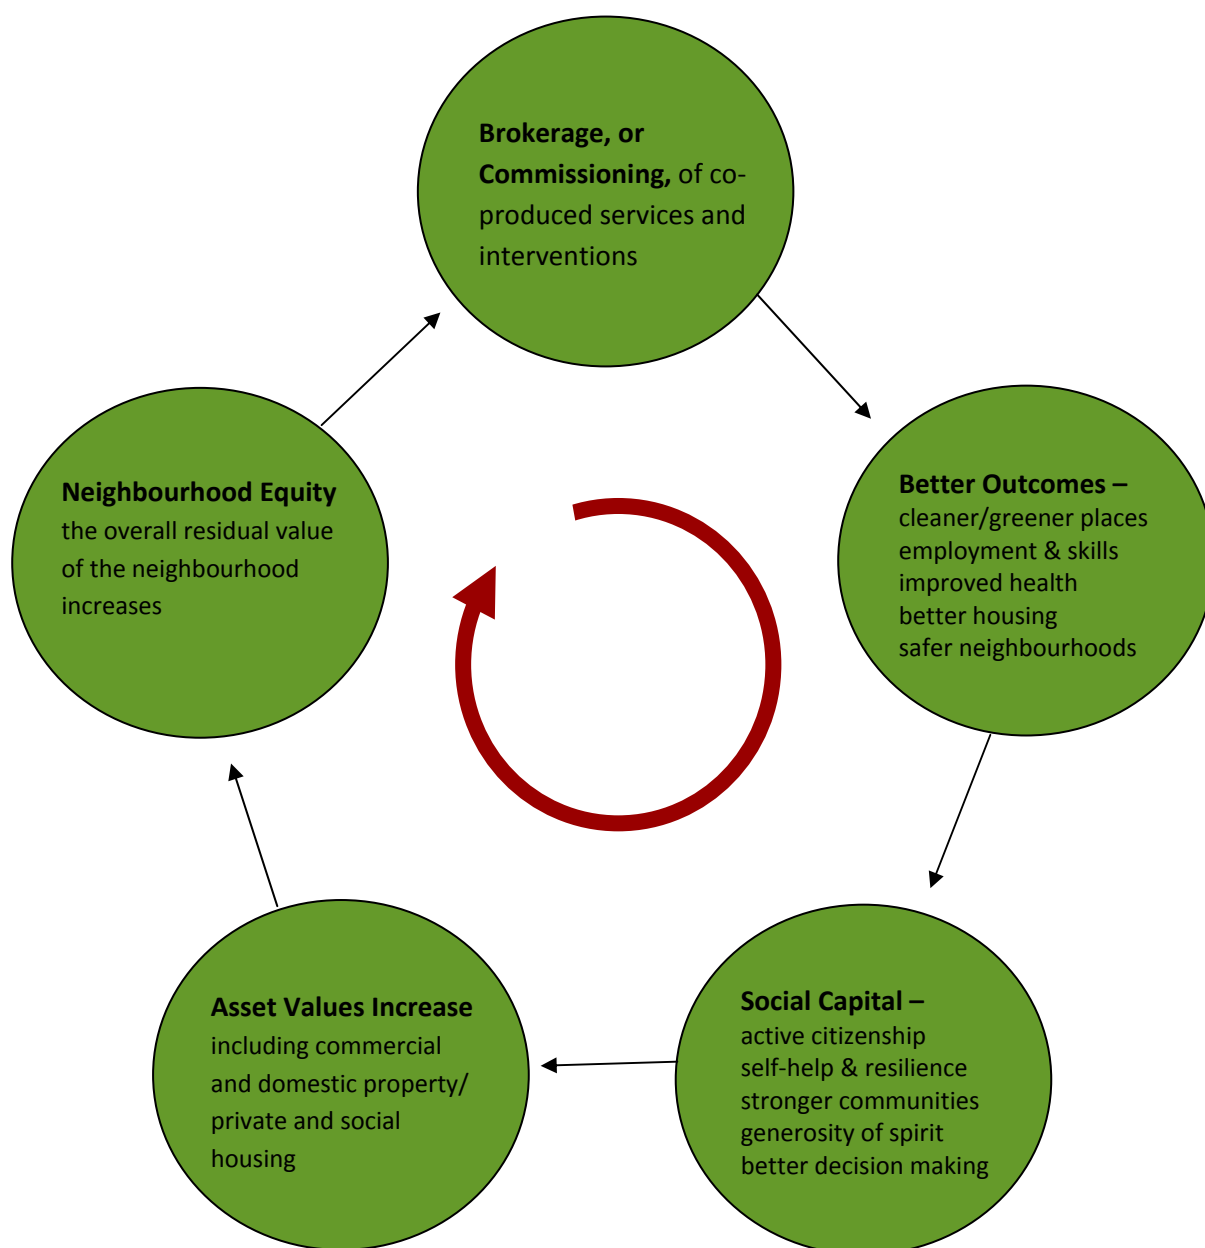 Brokerage, or
Commissioning, of co-
produced services and
interventions
Better Outcomes –
cleaner/greener places
employment & skills
improved health
better housing
safer neighbourhoods
Social Capital –
active citizenship
self-help & resilience
stronger communities
generosity of spirit
better decision making
Asset Values Increase
including commercial
and domestic property/
private and social
housing
Neighbourhood Equity
the overall residual value
of the neighbourhood
increases